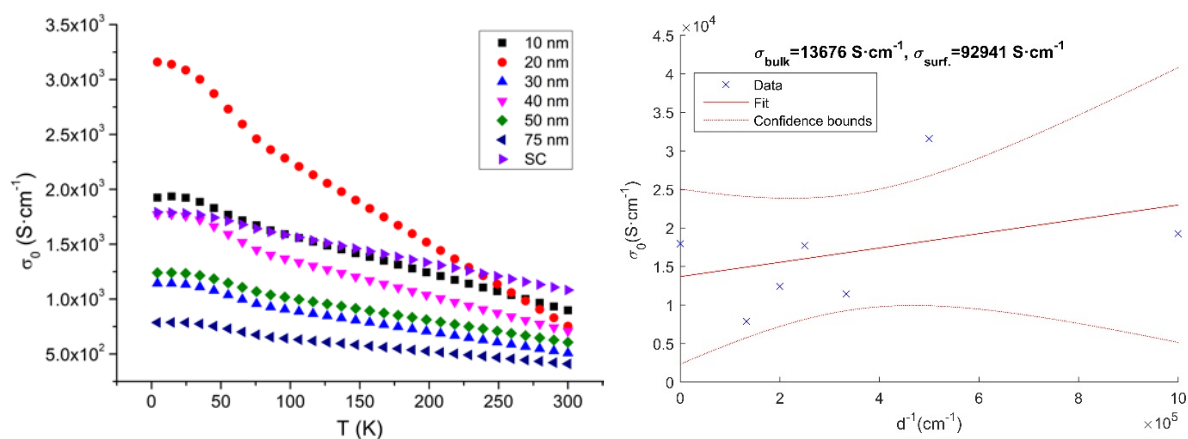 3.5x10³
3.0x10³
2.5x10³
2.0x10³
1.5x10³
1.0x10³
5.0x10²
σ₀ (S·cm⁻¹)
0 50 100 150 200 250 300
T (K)
10 nm
20 nm
30 nm
40 nm
50 nm
75 nm
SC
×10⁴
4.5
4
3.5
3
2.5
2
1.5
1
0.5
0
σ₀(S·cm⁻¹)
σbulk=13676 S·cm⁻¹, σsurf.=92941 S·cm⁻¹
Data
Fit
Confidence bounds
0 2 4 6 8 10
d⁻¹(cm⁻¹)
×10⁵